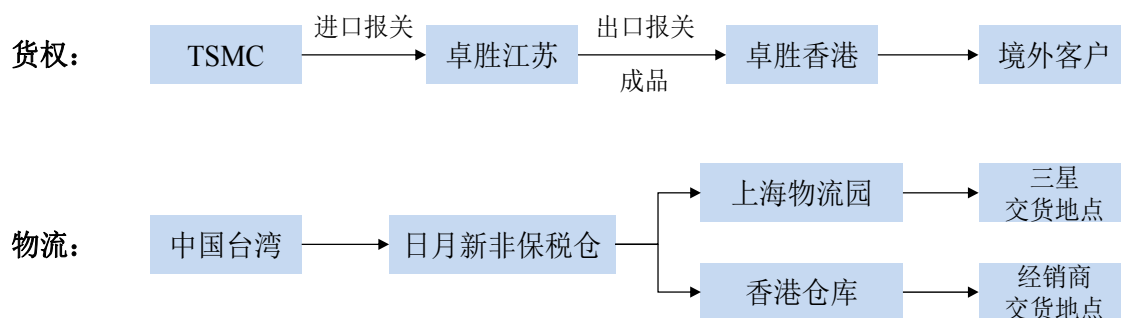 货权： TSMC 进口报关 卓胜江苏 出口报关 成品 卓胜香港 境外客户
上海物流园 三星
交货地点
物流： 中国台湾 日月新非保税仓
香港仓库 经销商
交货地点